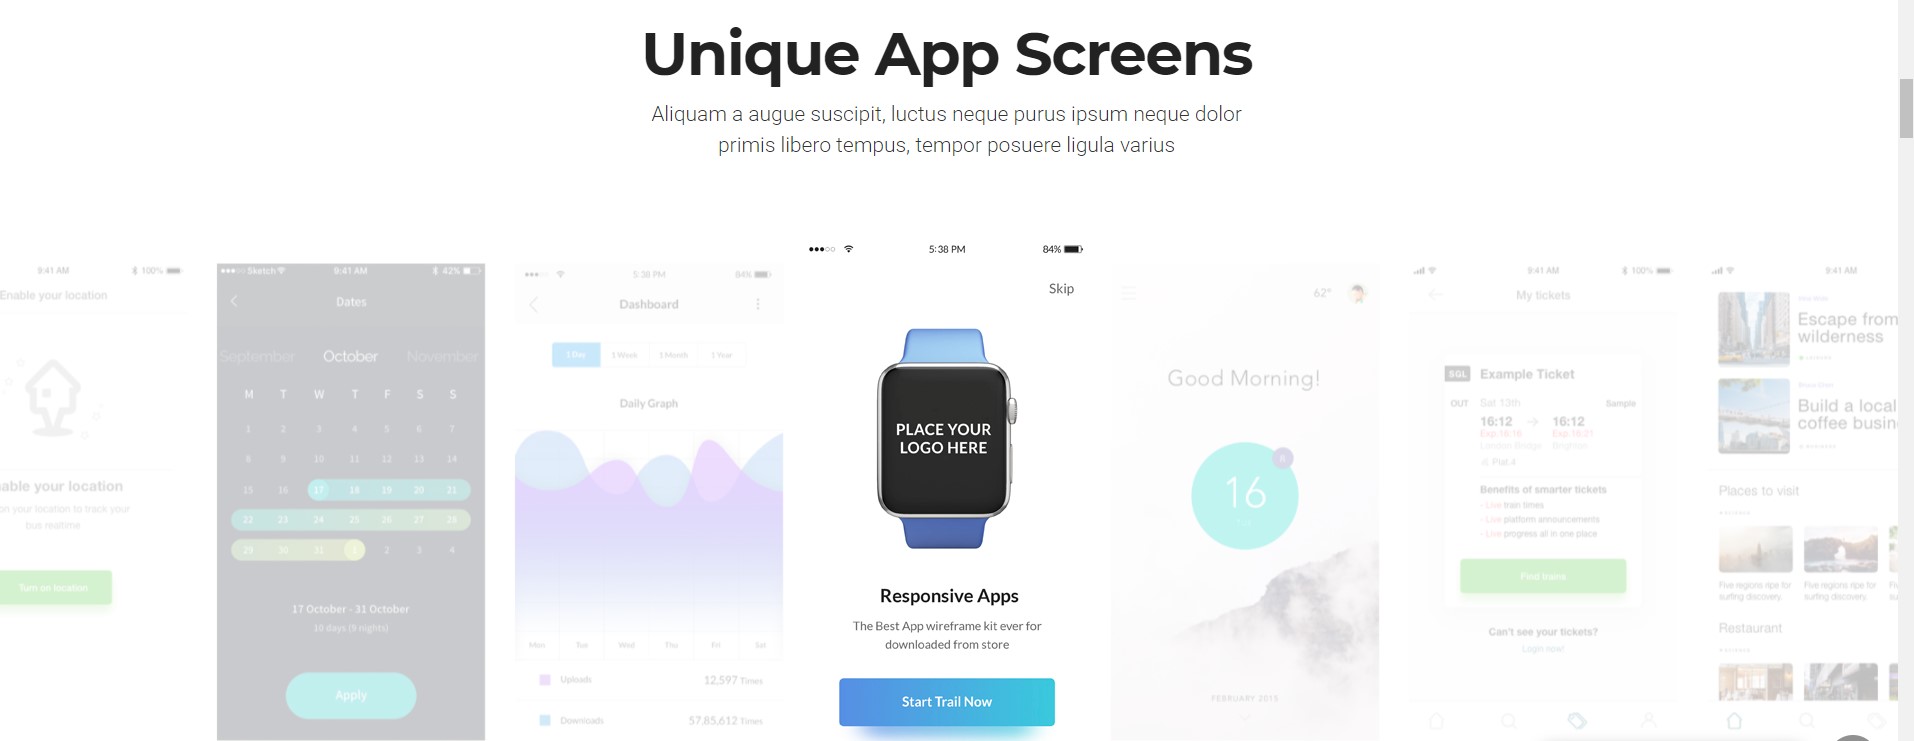 Unique App Screens
Aliquam a augue suscipit, luctus neque purus ipsum neque dolor
primis libero tempus, tempor posuere ligula varius
9:41 AM 100%
Enable your location
able your location
on your location to track your
bus realtime
Turn on location
Sketch 9:41 AM 42%
Dates
September October November
M T W T F S S
1 2 3 4 5 6 7
8 9 10 11 12 13 14
15 16 17 18 19 20 21
22 23 24 25 26 27 28
29 30 31 1 2 3 4
17 October - 31 October
10 days (9 nights)
Apply
5:38 PM 84%
Dashboard
1 Day 1 Week 1 Month 1 Year
Daily Graph
Mon Tue Wed Thu Fri Sat
Uploads 12,597 Times
Downloads 57,85,612 Times
5:38 PM 84%
Skip
PLACE YOUR
LOGO HERE
Responsive Apps
The Best App wireframe kit ever for
downloaded from store
Start Trail Now
62°
Good Morning!
16
FEBRUARY 2015
9:41 AM 100%
My tickets
SGL Example Ticket
OUT Sat 13th Sample
16:12 → 16:12
Exp:16:16 Exp:16:21
London Bridge Brighton
Plat.4
Benefits of smarter tickets
- Live train times
- Live platform announcements
- Live progress all in one place
Find trains
Can't see your tickets?
Login now!
9:41 AM
Escape from
wilderness
Build a local
coffee busin
Places to visit
Five regions ripe for
surfing discovery.
Five regions ripe for
surfing discovery.
Restaurant